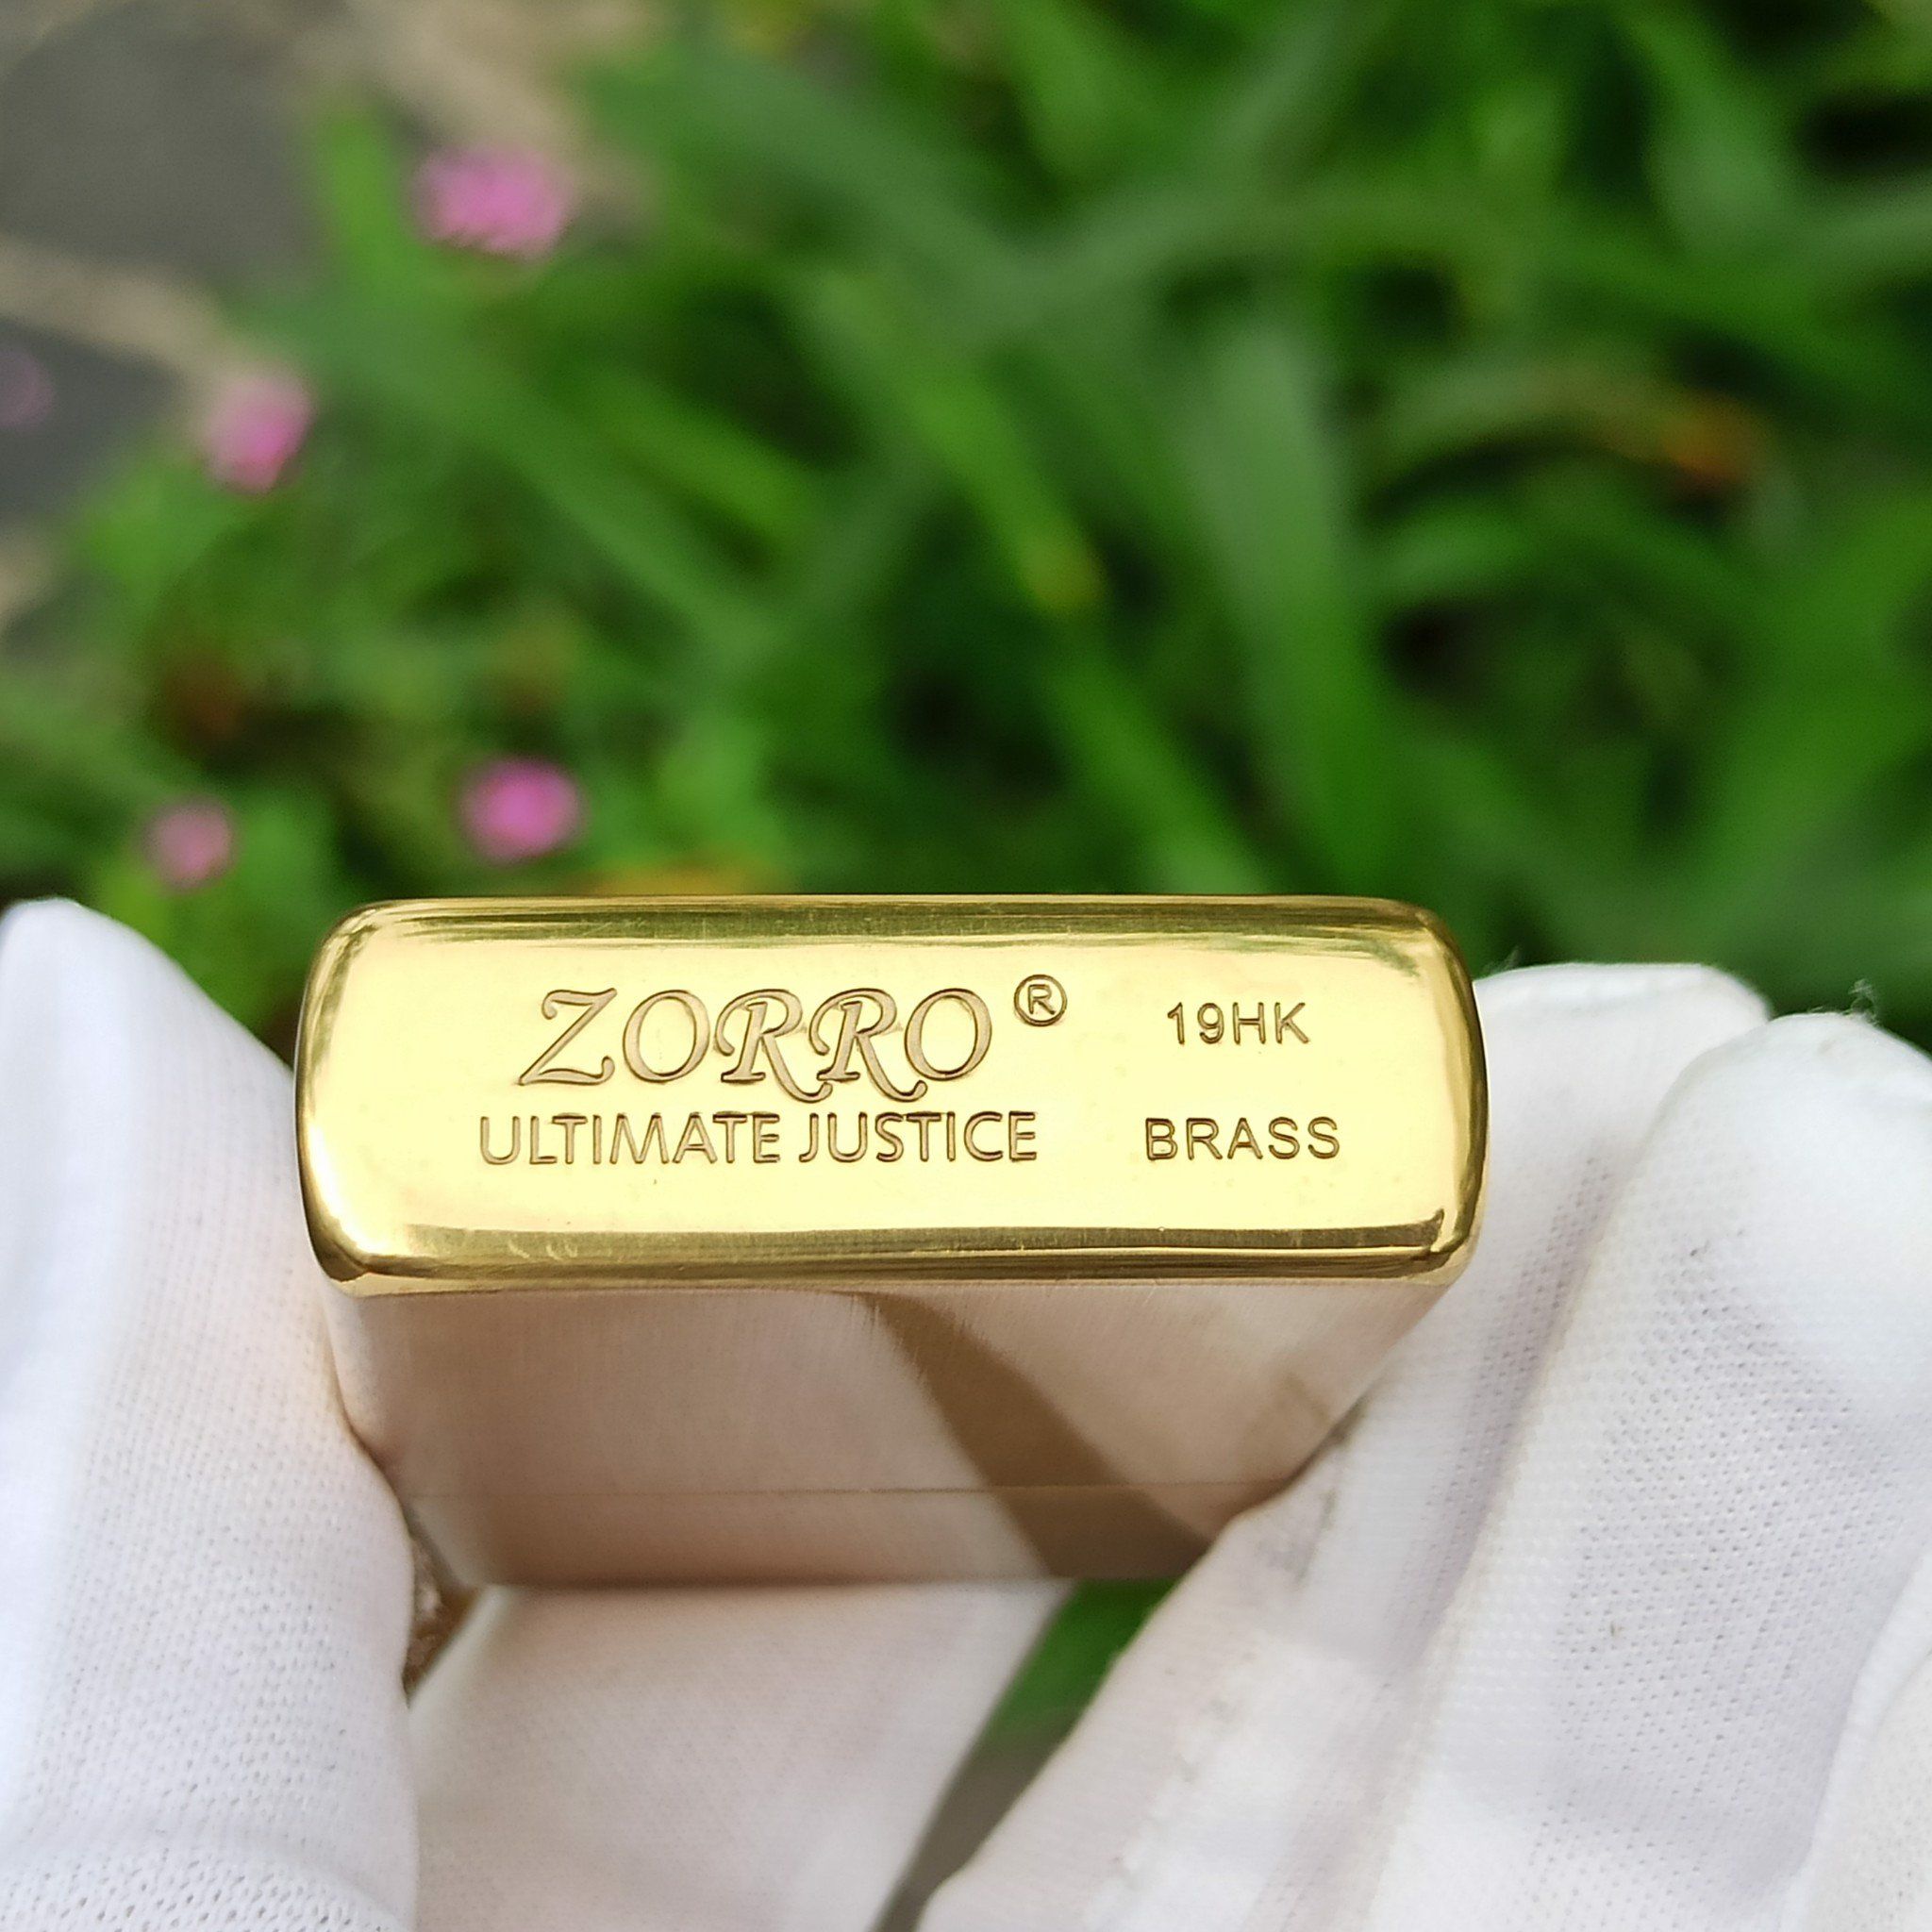 ZORRO®
ULTIMATE JUSTICE
19HK
BRASS